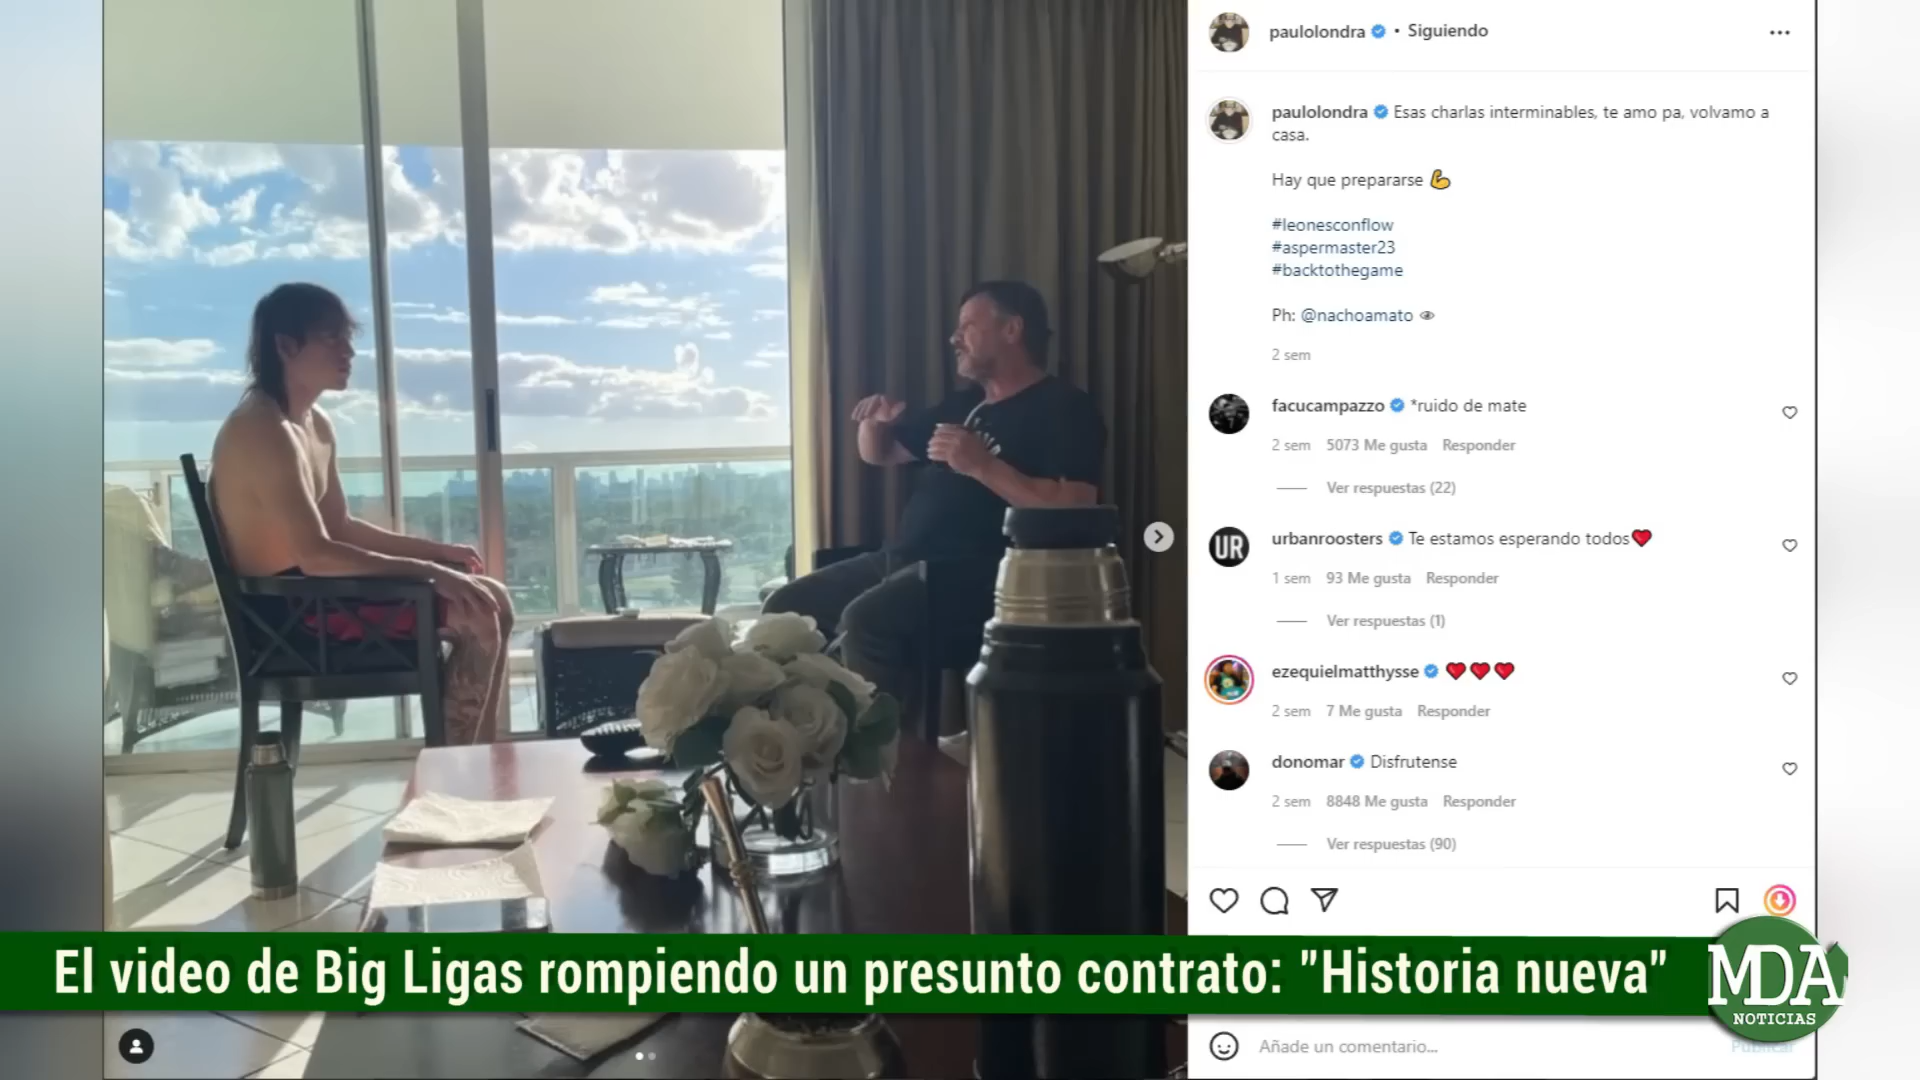 paulolondra • Siguiendo
paulolondra Esas charlas interminables, te amo pa, volvamo a
casa.
Hay que prepararse 💪
#leonesconflow
#aspermaster23
#backtothegame
Ph: @nachoamato 👁
2 sem
facucampazzo *ruido de mate
2 sem 5073 Me gusta Responder
Ver respuestas (22)
UR
urbanroosters Te estamos esperando todos❤️
1 sem 93 Me gusta Responder
Ver respuestas (1)
ezequielmatthysse ❤️❤️❤️
2 sem 7 Me gusta Responder
donomar Disfrutense
2 sem 8848 Me gusta Responder
Ver respuestas (90)
El video de Big Ligas rompiendo un presunto contrato: "Historia nueva"
MDA
NOTICIAS
Añade un comentario...
Publicar